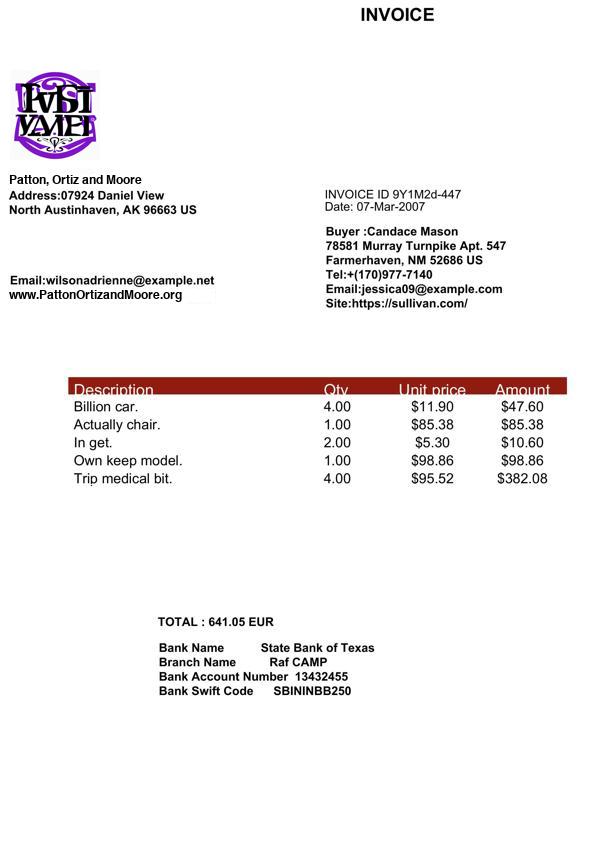 INVOICE
Patton, Ortiz and Moore
Address:07924 Daniel View
North Austinhaven, AK 96663 US
INVOICE ID 9Y1M2d-447
Date: 07-Mar-2007
Buyer :Candace Mason
78581 Murray Turnpike Apt. 547
Farmerhaven, NM 52686 US
Tel:+(170)977-7140
Email:jessica09@example.com
Site:https://sullivan.com/
Email:wilsonadrienne@example.net
www.PattonOrtizandMoore.org
Description Qty Unit price Amount
Billion car. 4.00 $11.90 $47.60
Actually chair. 1.00 $85.38 $85.38
In get. 2.00 $5.30 $10.60
Own keep model. 1.00 $98.86 $98.86
Trip medical bit. 4.00 $95.52 $382.08
TOTAL : 641.05 EUR
Bank Name State Bank of Texas
Branch Name Raf CAMP
Bank Account Number 13432455
Bank Swift Code SBININBB250